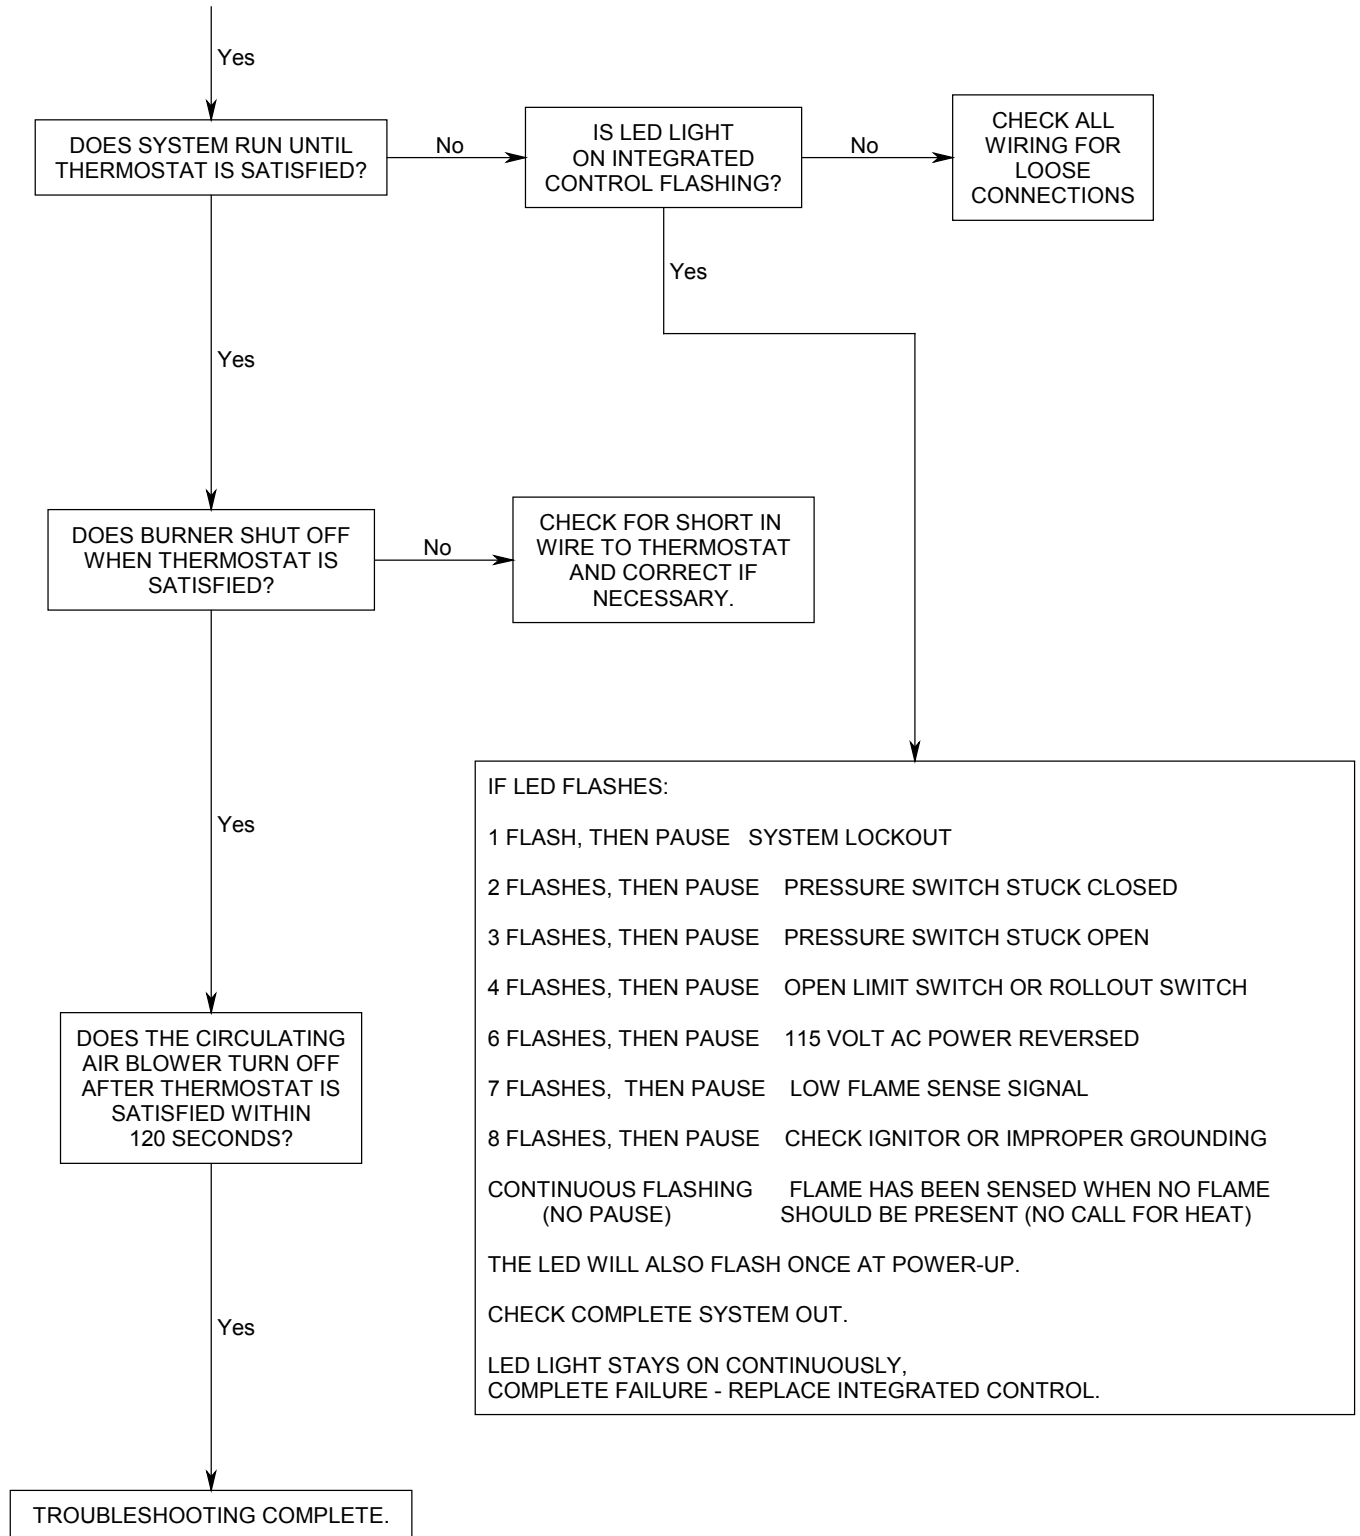 Yes
DOES SYSTEM RUN UNTIL
THERMOSTAT IS SATISFIED?
No
IS LED LIGHT
ON INTEGRATED
CONTROL FLASHING?
No
CHECK ALL
WIRING FOR
LOOSE
CONNECTIONS
Yes
Yes
DOES BURNER SHUT OFF
WHEN THERMOSTAT IS
SATISFIED?
No
CHECK FOR SHORT IN
WIRE TO THERMOSTAT
AND CORRECT IF
NECESSARY.
Yes
IF LED FLASHES:
1 FLASH, THEN PAUSE SYSTEM LOCKOUT
2 FLASHES, THEN PAUSE PRESSURE SWITCH STUCK CLOSED
3 FLASHES, THEN PAUSE PRESSURE SWITCH STUCK OPEN
4 FLASHES, THEN PAUSE OPEN LIMIT SWITCH OR ROLLOUT SWITCH
6 FLASHES, THEN PAUSE 115 VOLT AC POWER REVERSED
7 FLASHES, THEN PAUSE LOW FLAME SENSE SIGNAL
8 FLASHES, THEN PAUSE CHECK IGNITOR OR IMPROPER GROUNDING
CONTINUOUS FLASHING FLAME HAS BEEN SENSED WHEN NO FLAME
(NO PAUSE) SHOULD BE PRESENT (NO CALL FOR HEAT)
THE LED WILL ALSO FLASH ONCE AT POWER-UP.
CHECK COMPLETE SYSTEM OUT.
LED LIGHT STAYS ON CONTINUOUSLY,
COMPLETE FAILURE - REPLACE INTEGRATED CONTROL.
DOES THE CIRCULATING
AIR BLOWER TURN OFF
AFTER THERMOSTAT IS
SATISFIED WITHIN
120 SECONDS?
Yes
TROUBLESHOOTING COMPLETE.